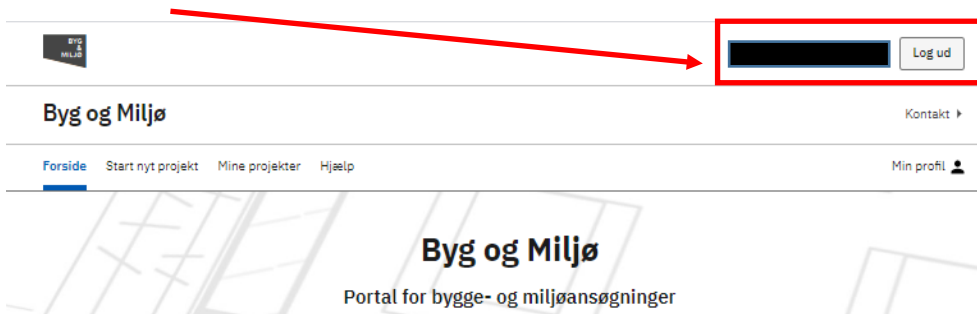 BYG
&
MILJØ
Log ud
Byg og Miljø
Kontakt
Forside Start nyt projekt Mine projekter Hjælp
Min profil
Byg og Miljø
Portal for bygge- og miljøansøgninger